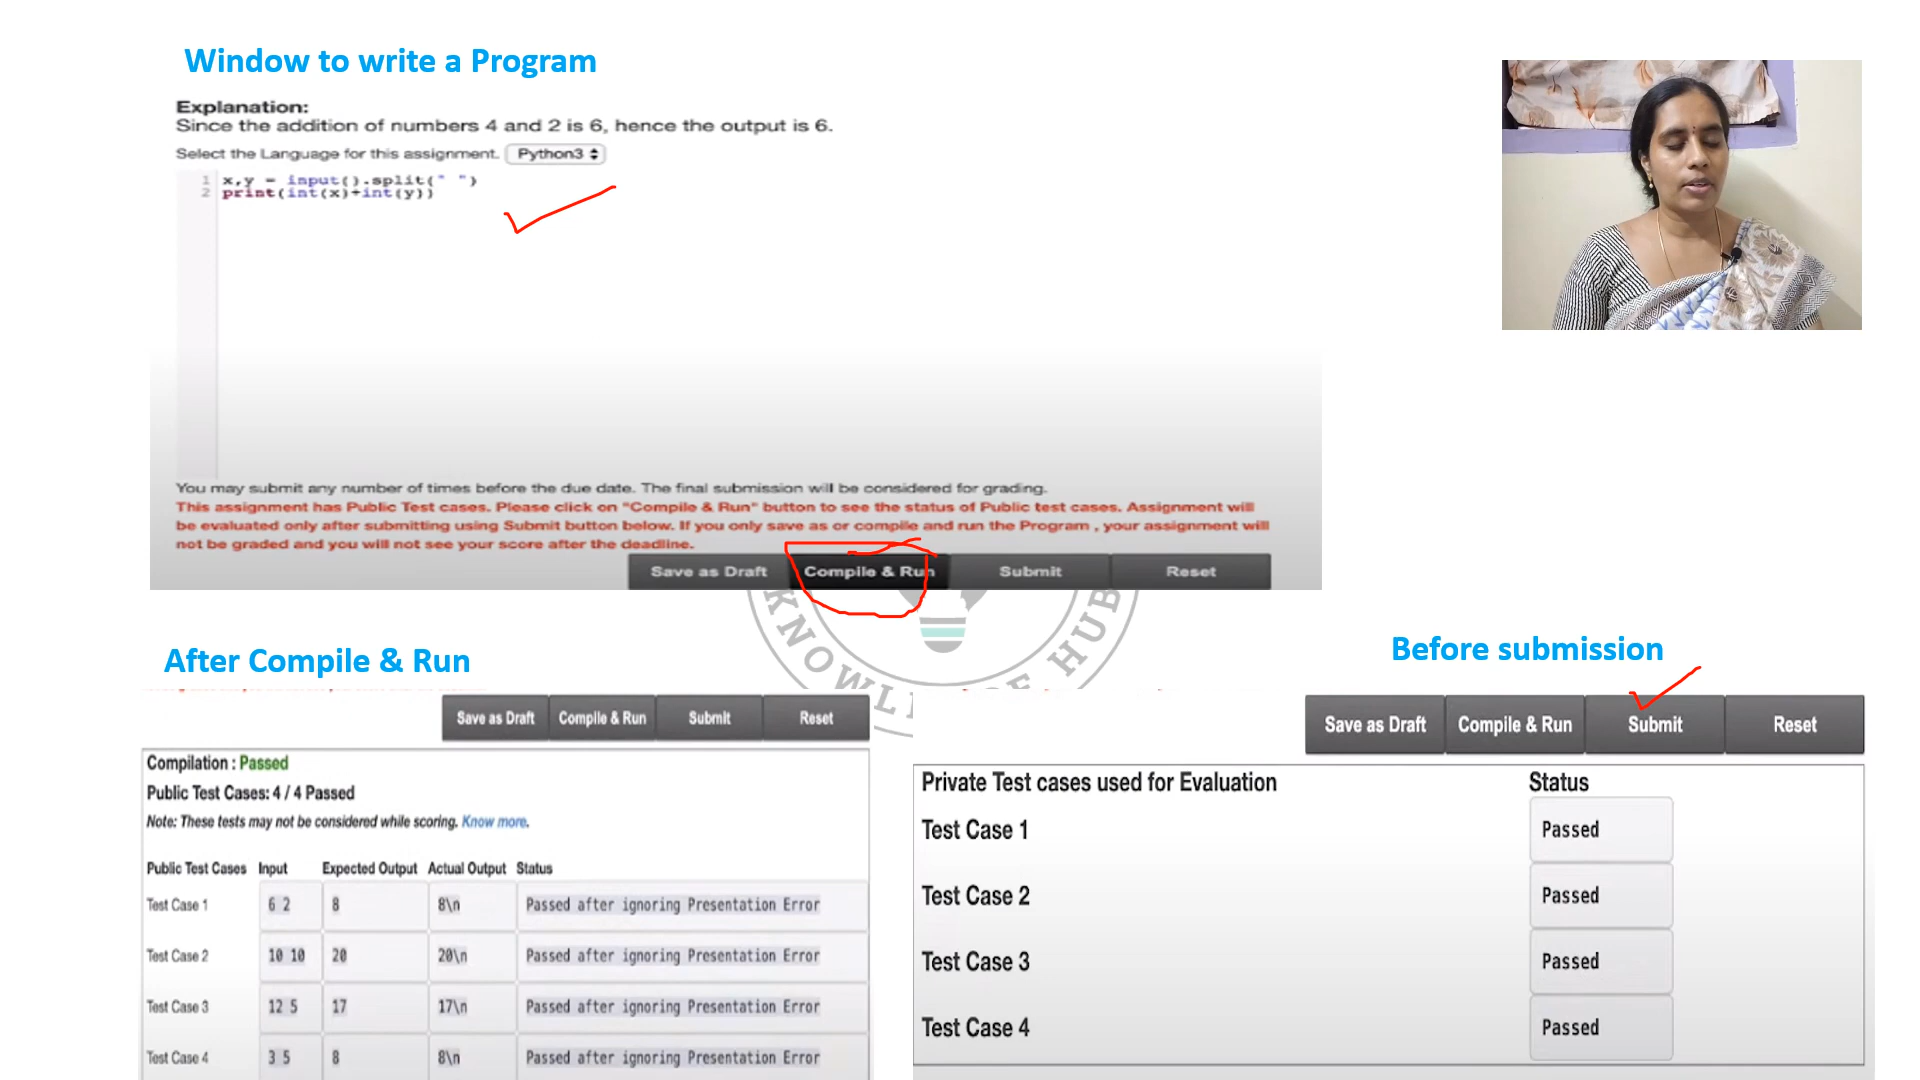 Window to write a Program
Explanation:
Since the addition of numbers 4 and 2 is 6, hence the output is 6.
Select the Language for this assignment. Python3
1 x,y = input().split(" ")
2 print(int(x)+int(y))
You may submit any number of times before the due date. The final submission will be considered for grading.
This assignment has Public Test cases. Please click on "Compile & Run" button to see the status of Public test cases. Assignment will
be evaluated only after submitting using Submit button below. If you only save as or compile and run the Program , your assignment will
not be graded and you will not see your score after the deadline.
Save as Draft Compile & Run Submit Reset
HUB
After Compile & Run
Save as Draft Compile & Run Submit Reset
Compilation : Passed
Public Test Cases: 4 / 4 Passed
Note: These tests may not be considered while scoring. Know more.
Public Test Cases Input Expected Output Actual Output Status
Test Case 1 6 2 8 8\n Passed after ignoring Presentation Error
Test Case 2 10 10 20 20\n Passed after ignoring Presentation Error
Test Case 3 12 5 17 17\n Passed after ignoring Presentation Error
Test Case 4 3 5 8 8\n Passed after ignoring Presentation Error
Before submission
Save as Draft Compile & Run Submit Reset
Private Test cases used for Evaluation Status
Test Case 1 Passed
Test Case 2 Passed
Test Case 3 Passed
Test Case 4 Passed